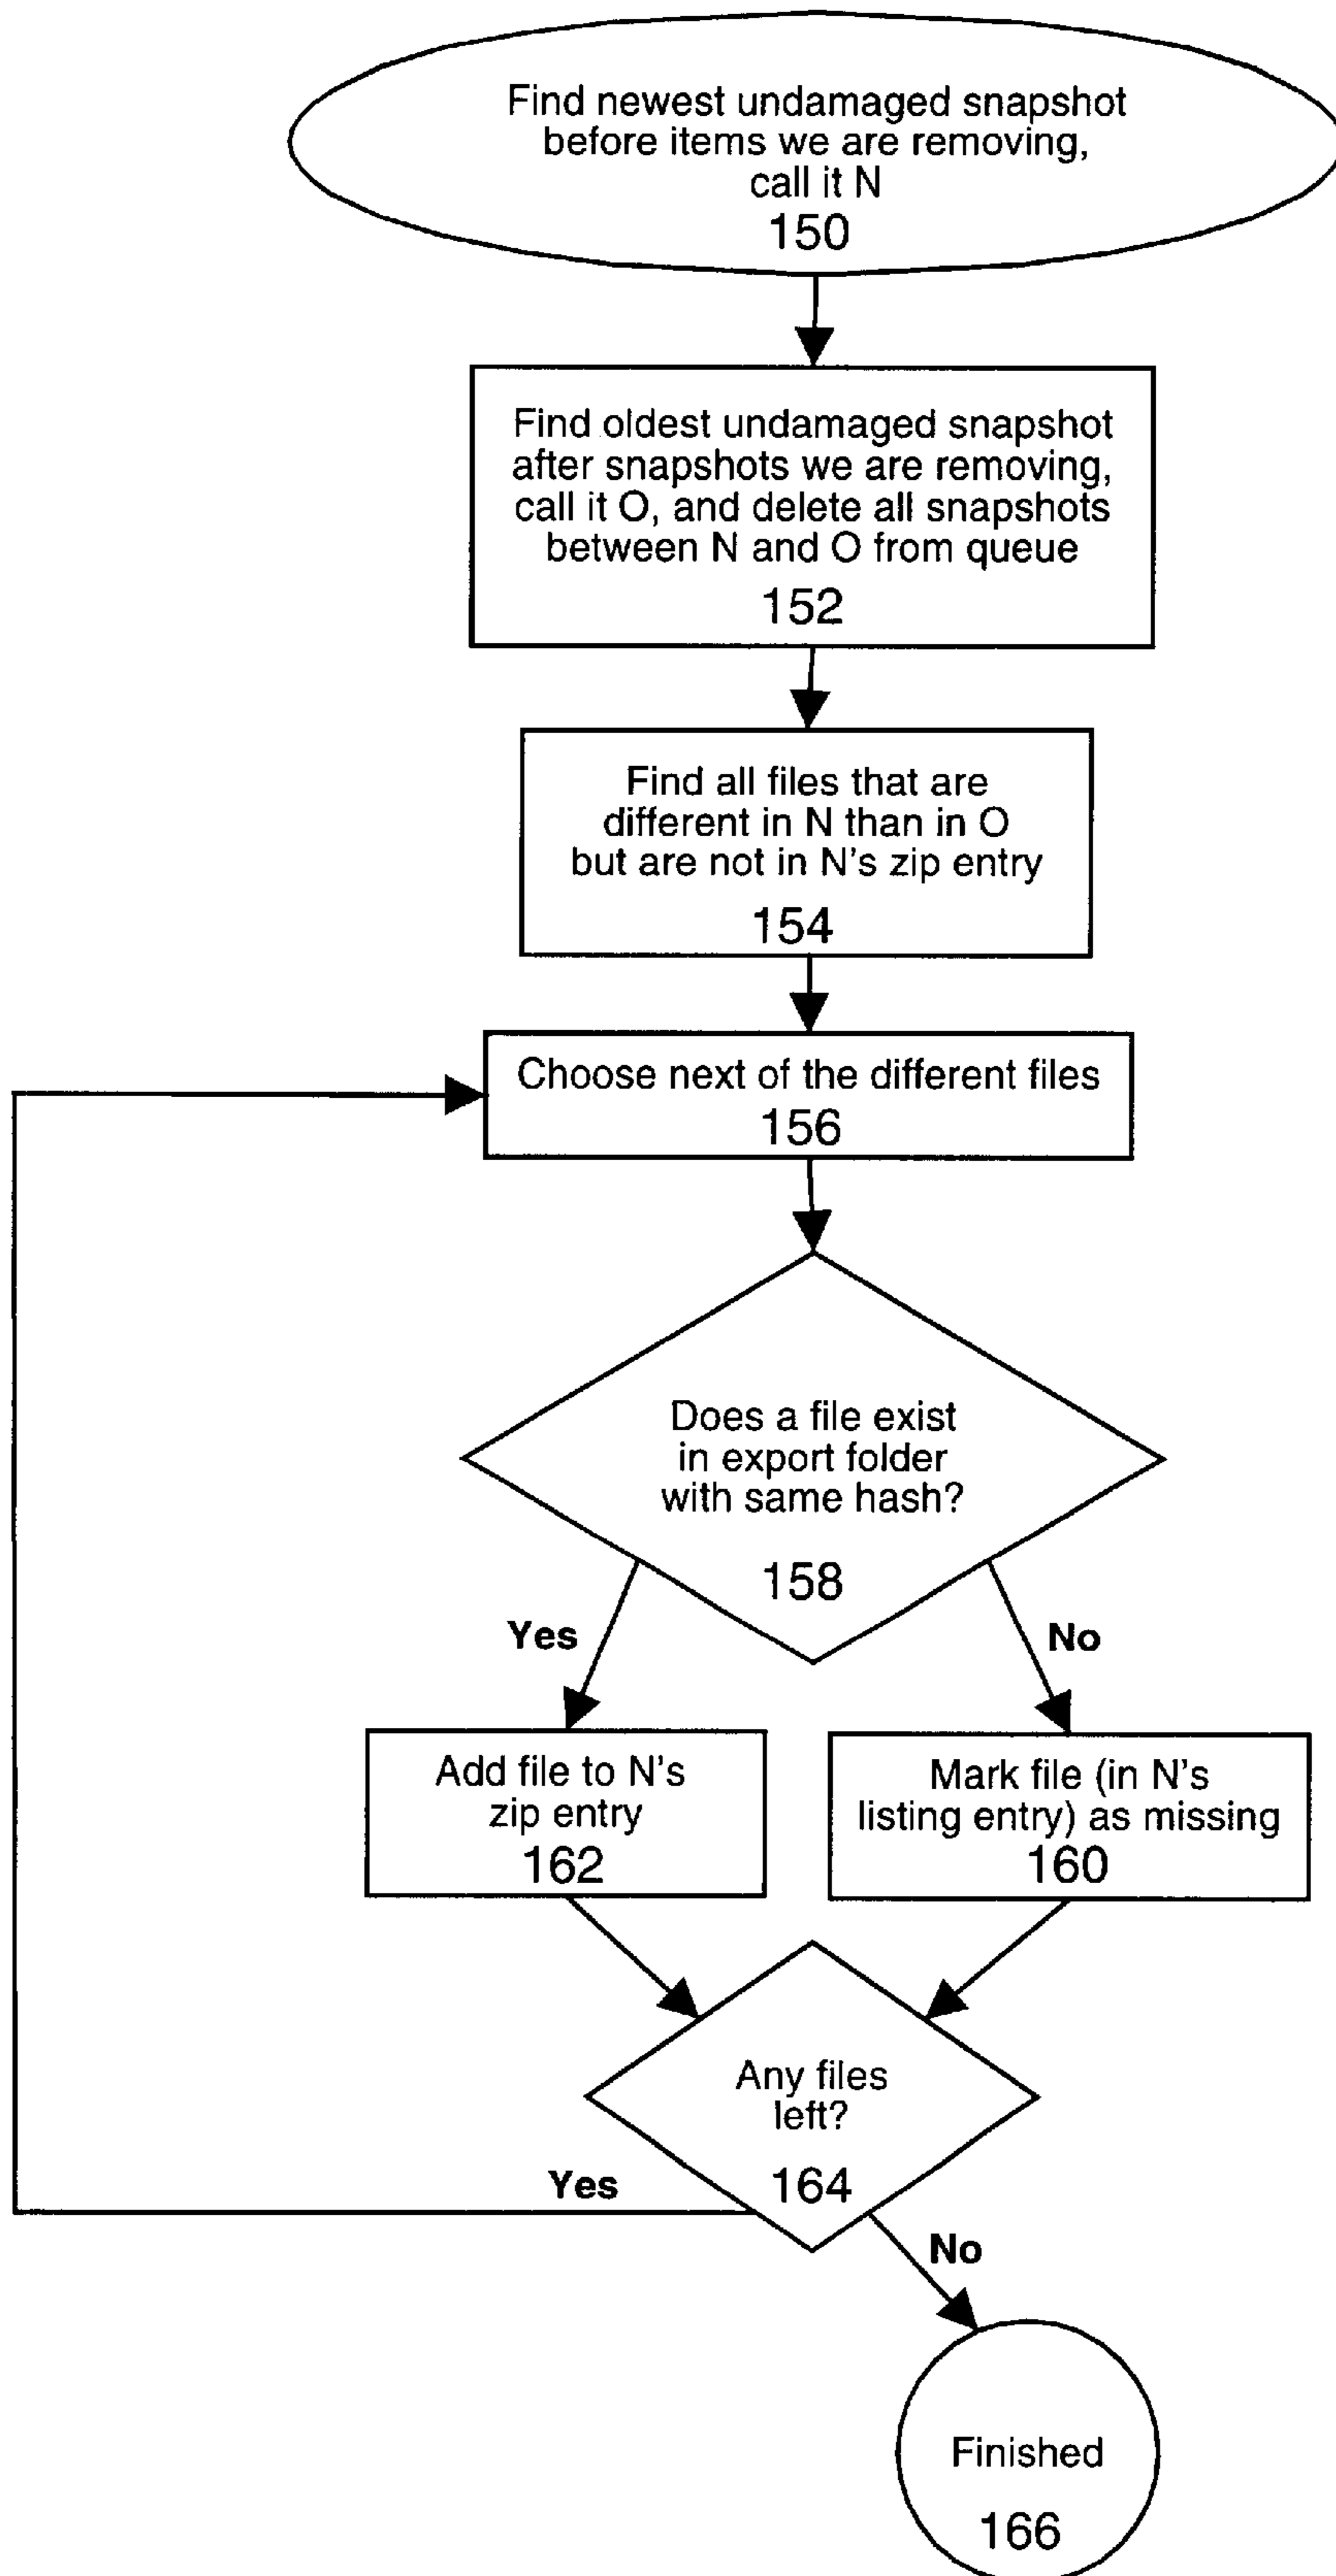 Find newest undamaged snapshot
before items we are removing,
call it N
150
Find oldest undamaged snapshot
after snapshots we are removing,
call it O, and delete all snapshots
between N and O from queue
152
Find all files that are
different in N than in O
but are not in N's zip entry
154
Choose next of the different files
156
Does a file exist
in export folder
with same hash?
158
Yes
No
Add file to N's
zip entry
162
Mark file (in N's
listing entry) as missing
160
Any files
left?
164
Yes
No
Finished
166